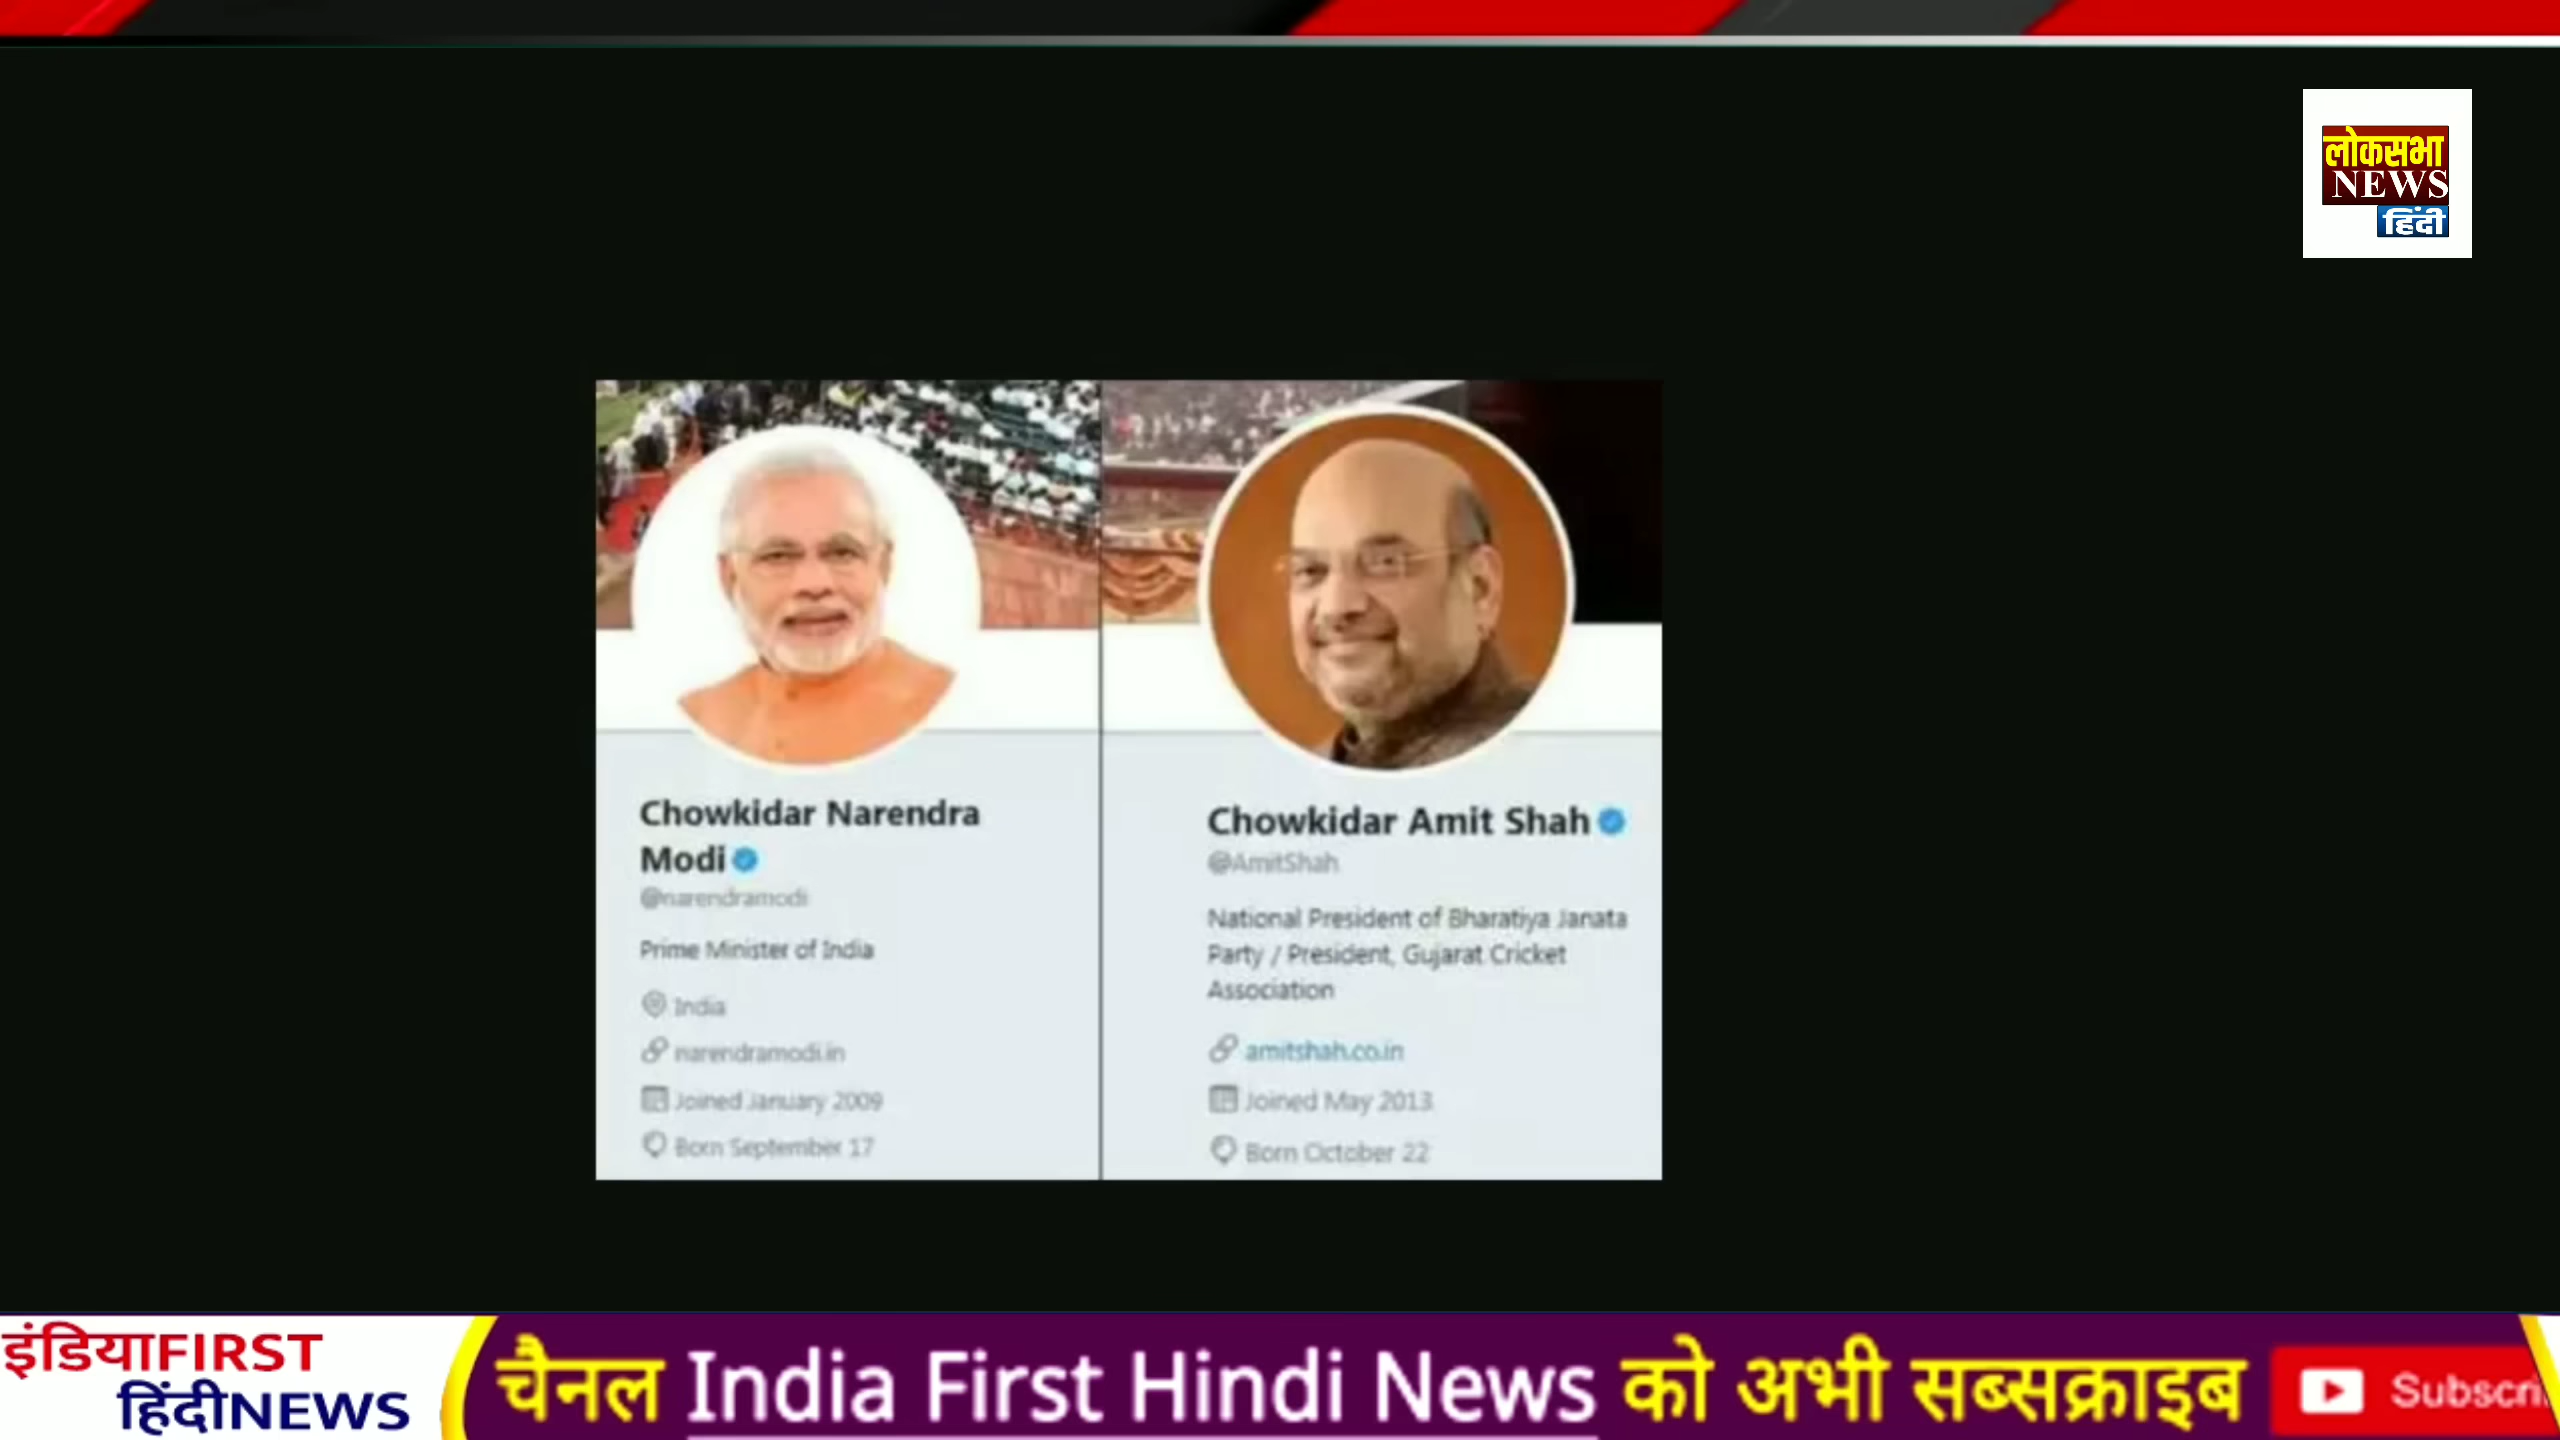 लोकसभा
NEWS
हिंदी
Chowkidar Narendra
Modi
@narendramodi
Prime Minister of India
India
narendramodi.in
Joined January 2009
Born September 17
Chowkidar Amit Shah
@AmitShah
National President of Bharatiya Janata
Party / President, Gujarat Cricket
Association
amitshah.co.in
Joined May 2013
Born October 22
इंडियाFIRST
हिंदीNEWS
चैनल India First Hindi News को अभी सब्सक्राइब
Subscri